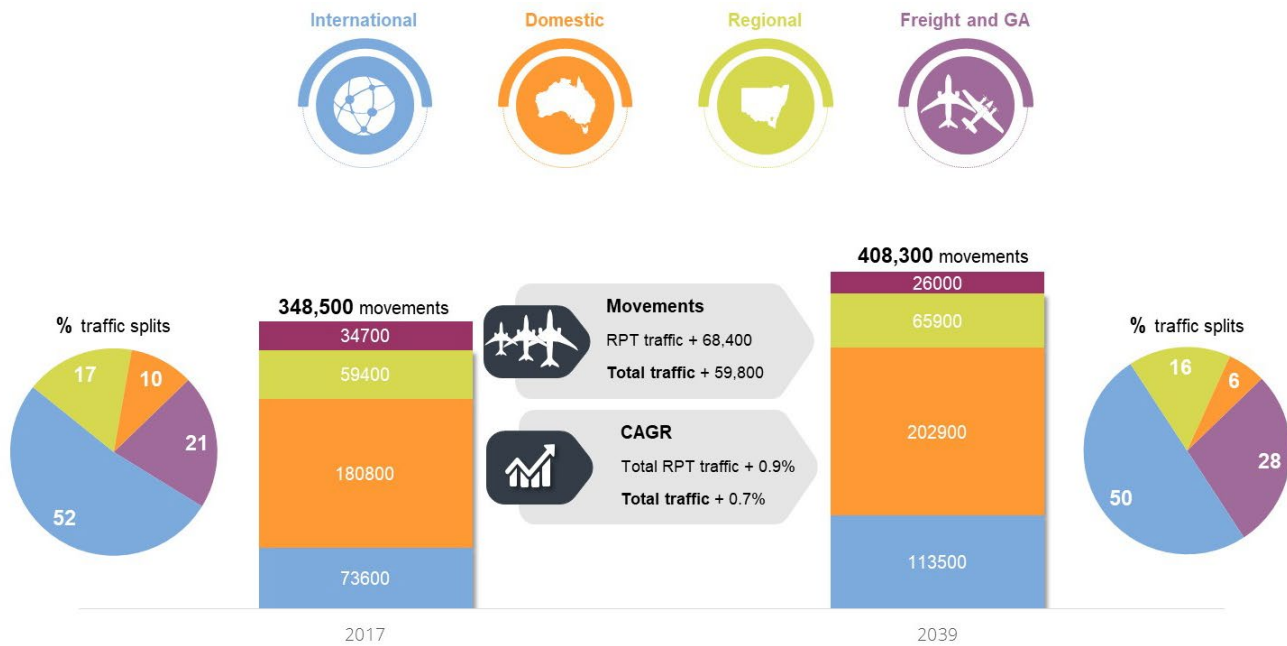 International
Domestic
Regional
Freight and GA
% traffic splits
17
10
21
52
348,500 movements
34700
59400
180800
73600
2017
Movements
RPT traffic + 68,400
Total traffic + 59,800
CAGR
Total RPT traffic + 0.9%
Total traffic + 0.7%
408,300 movements
26000
65900
202900
113500
2039
% traffic splits
16
6
28
50